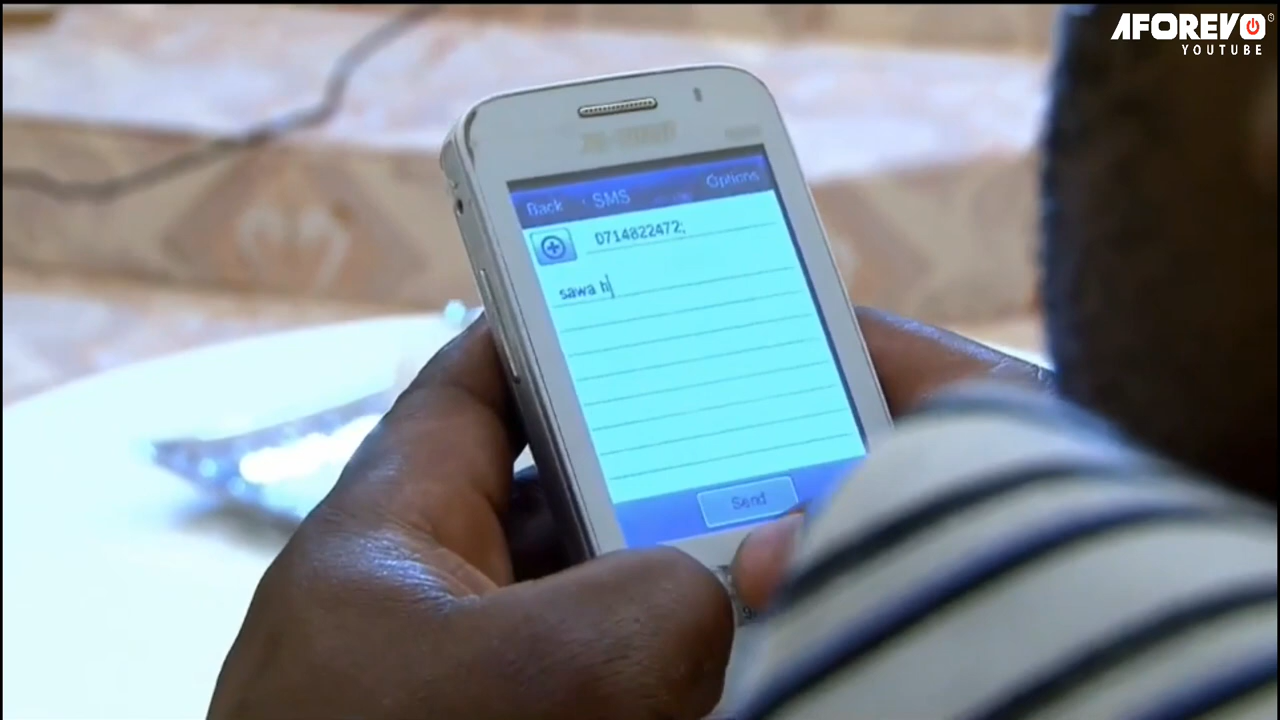 AFOREVO
YOUTUBE
Back SMS Options
0714822472;
sawa h
Send